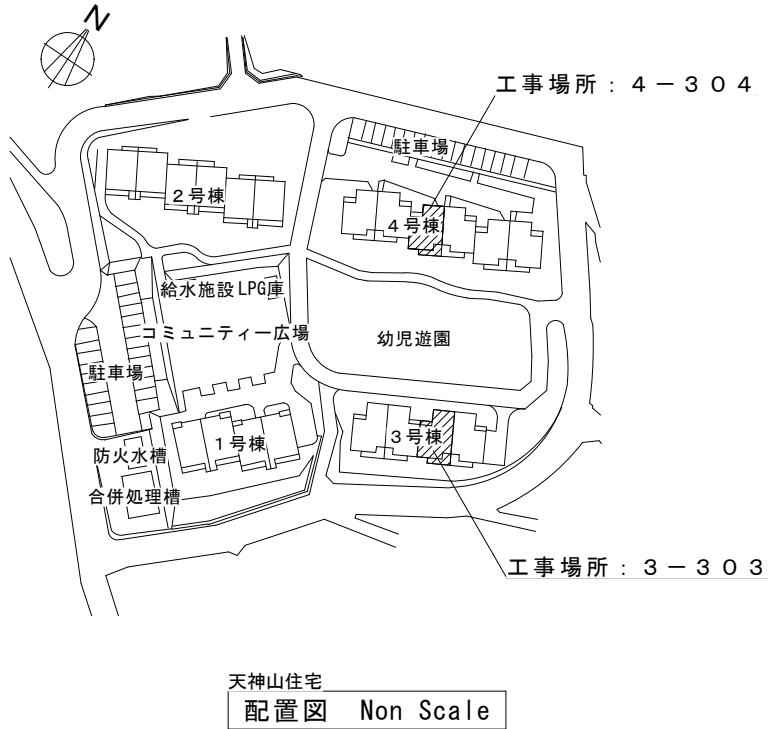 N
工事場所：４－３０４
駐車場
２号棟
４号棟
給水施設 LPG庫
コミュニティー広場
幼児遊園
駐車場
３号棟
１号棟
防火水槽
合併処理槽
工事場所：３－３０３
天神山住宅
配置図　Non Scale